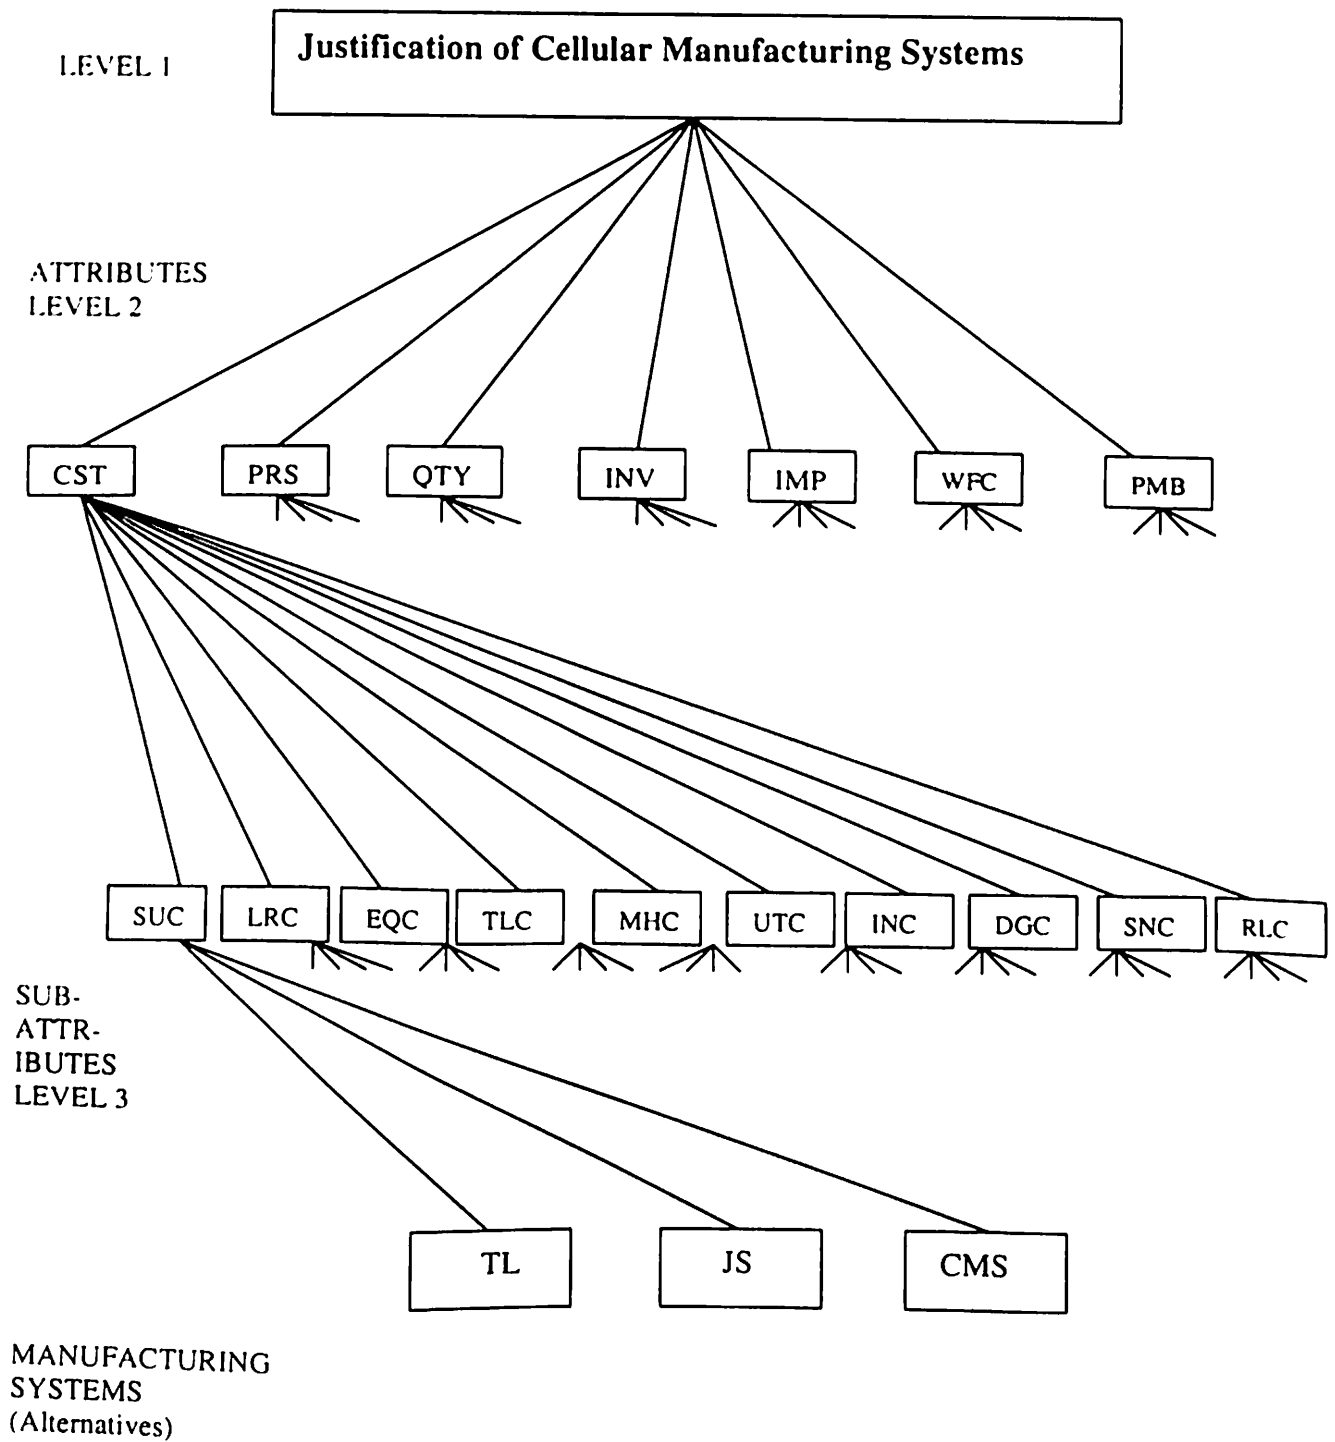 LEVEL 1
Justification of Cellular Manufacturing Systems
ATTRIBUTES
LEVEL 2
CST
PRS
QTY
INV
IMP
WFC
PMB
SUC
LRC
EQC
TLC
MHC
UTC
INC
DGC
SNC
RLC
SUB-
ATTR-
IBUTES
LEVEL 3
TL
JS
CMS
MANUFACTURING
SYSTEMS
(Alternatives)